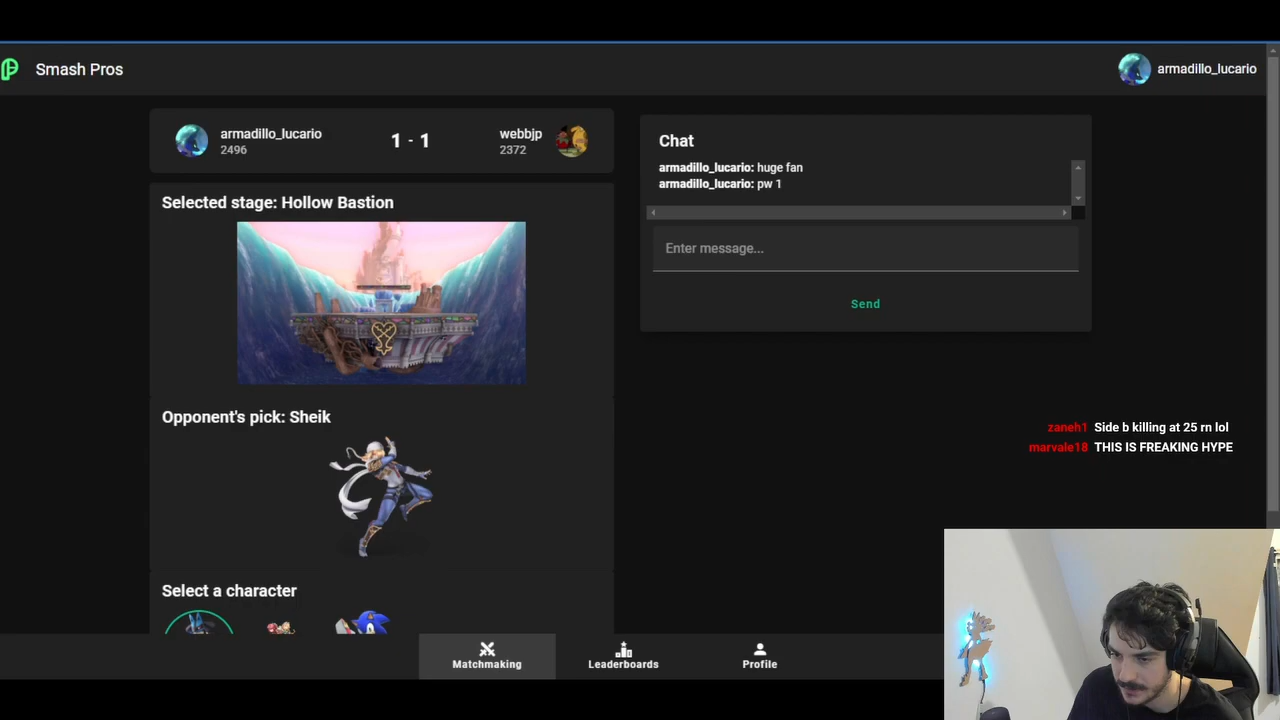 Smash Pros
armadillo_lucario
armadillo_lucario
2496
1 - 1
webbjp
2372
Selected stage: Hollow Bastion
Opponent's pick: Sheik
Select a character
Chat
armadillo_lucario: huge fan
armadillo_lucario: pw 1
Enter message...
Send
zaneh1 Side b killing at 25 rn lol
marvale18 THIS IS FREAKING HYPE
Matchmaking
Leaderboards
Profile